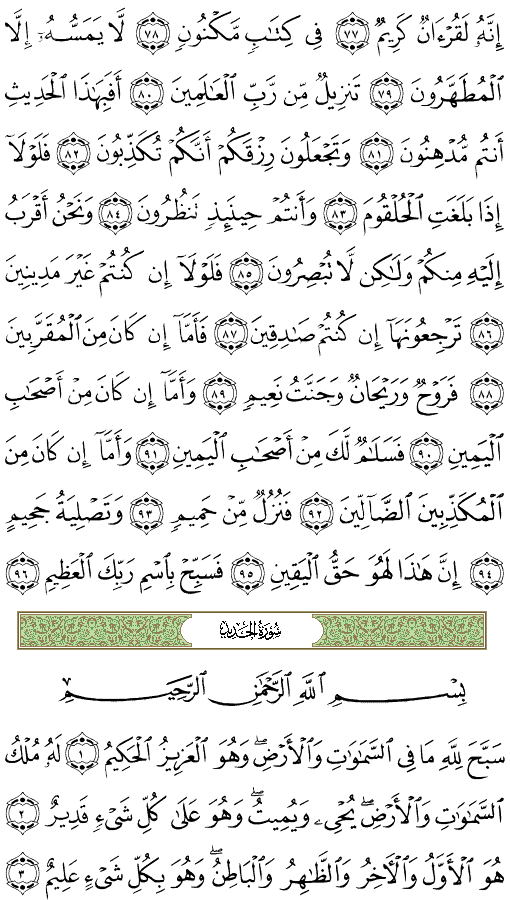 إِنَّهُۥ لَقُرْءَانٌ كَرِيمٌ ﴿٧٧﴾ فِى كِتَٰبٍ مَّكْنُونٍ ﴿٧٨﴾ لَّا يَمَسُّهُۥٓ إِلَّا
ٱلْمُطَهَّرُونَ ﴿٧٩﴾ تَنزِيلٌ مِّن رَّبِّ ٱلْعَٰلَمِينَ ﴿٨٠﴾ أَفَبِهَٰذَا ٱلْحَدِيثِ
أَنتُم مُّدْهِنُونَ ﴿٨١﴾ وَتَجْعَلُونَ رِزْقَكُمْ أَنَّكُمْ تُكَذِّبُونَ ﴿٨٢﴾ فَلَوْلَآ
إِذَا بَلَغَتِ ٱلْحُلْقُومَ ﴿٨٣﴾ وَأَنتُمْ حِينَئِذٍ تَنظُرُونَ ﴿٨٤﴾ وَنَحْنُ أَقْرَبُ
إِلَيْهِ مِنكُمْ وَلَٰكِن لَّا تُبْصِرُونَ ﴿٨٥﴾ فَلَوْلَآ إِن كُنتُمْ غَيْرَ مَدِينِينَ
﴿٨٦﴾ تَرْجِعُونَهَآ إِن كُنتُمْ صَٰدِقِينَ ﴿٨٧﴾ فَأَمَّآ إِن كَانَ مِنَ ٱلْمُقَرَّبِينَ
﴿٨٨﴾ فَرَوْحٌ وَرَيْحَانٌ وَجَنَّتُ نَعِيمٍ ﴿٨٩﴾ وَأَمَّآ إِن كَانَ مِنْ أَصْحَٰبِ
ٱلْيَمِينِ ﴿٩٠﴾ فَسَلَٰمٌ لَّكَ مِنْ أَصْحَٰبِ ٱلْيَمِينِ ﴿٩١﴾ وَأَمَّآ إِن كَانَ مِنَ
ٱلْمُكَذِّبِينَ ٱلضَّآلِّينَ ﴿٩٢﴾ فَنُزُلٌ مِّنْ حَمِيمٍ ﴿٩٣﴾ وَتَصْلِيَةُ جَحِيمٍ
﴿٩٤﴾ إِنَّ هَٰذَا لَهُوَ حَقُّ ٱلْيَقِينِ ﴿٩٥﴾ فَسَبِّحْ بِٱسْمِ رَبِّكَ ٱلْعَظِيمِ ﴿٩٦﴾
سُورَةُ الحَدِيدِ
بِسْمِ ٱللَّهِ ٱلرَّحْمَٰنِ ٱلرَّحِيمِ
سَبَّحَ لِلَّهِ مَا فِى ٱلسَّمَٰوَٰتِ وَٱلْأَرْضِ ۖ وَهُوَ ٱلْعَزِيزُ ٱلْحَكِيمُ ﴿١﴾ لَهُۥ مُلْكُ
ٱلسَّمَٰوَٰتِ وَٱلْأَرْضِ ۖ يُحْىِۦ وَيُمِيتُ ۖ وَهُوَ عَلَىٰ كُلِّ شَىْءٍ قَدِيرٌ ﴿٢﴾
هُوَ ٱلْأَوَّلُ وَٱلْءَاخِرُ وَٱلظَّٰهِرُ وَٱلْبَاطِنُ ۖ وَهُوَ بِكُلِّ شَىْءٍ عَلِيمٌ ﴿٣﴾